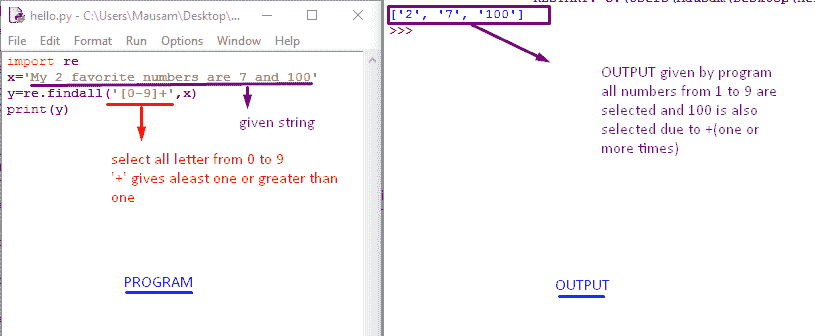 hello.py - C:\Users\Mausam\Desktop\...
File Edit Format Run Options Window Help
import re
x='My 2 favorite numbers are 7 and 100'
y=re.findall('[0-9]+',x)
print(y)
given string
select all letter from 0 to 9
'+' gives aleast one or greater than
one
PROGRAM
['2', '7', '100']
>>>
OUTPUT given by program
all numbers from 1 to 9 are
selected and 100 is also
selected due to +(one or
more times)
OUTPUT